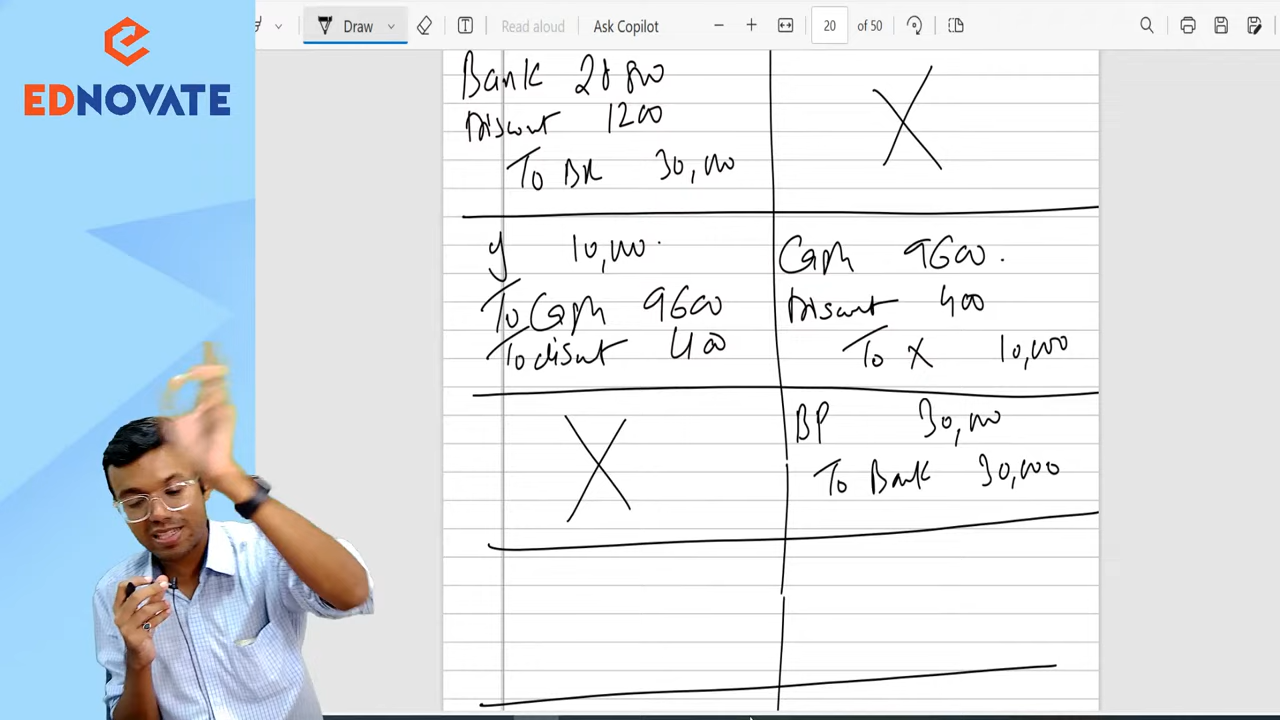 EDNOVATE
Draw
Read aloud
Ask Copilot
20 of 50
Bank 28800
Discount 1200
To BR 30,000
Y 10,000
To Cash 9600
To discount 400
Cash 9600
Discount 400
To X 10,000
BP 30,000
To Bank 30,000